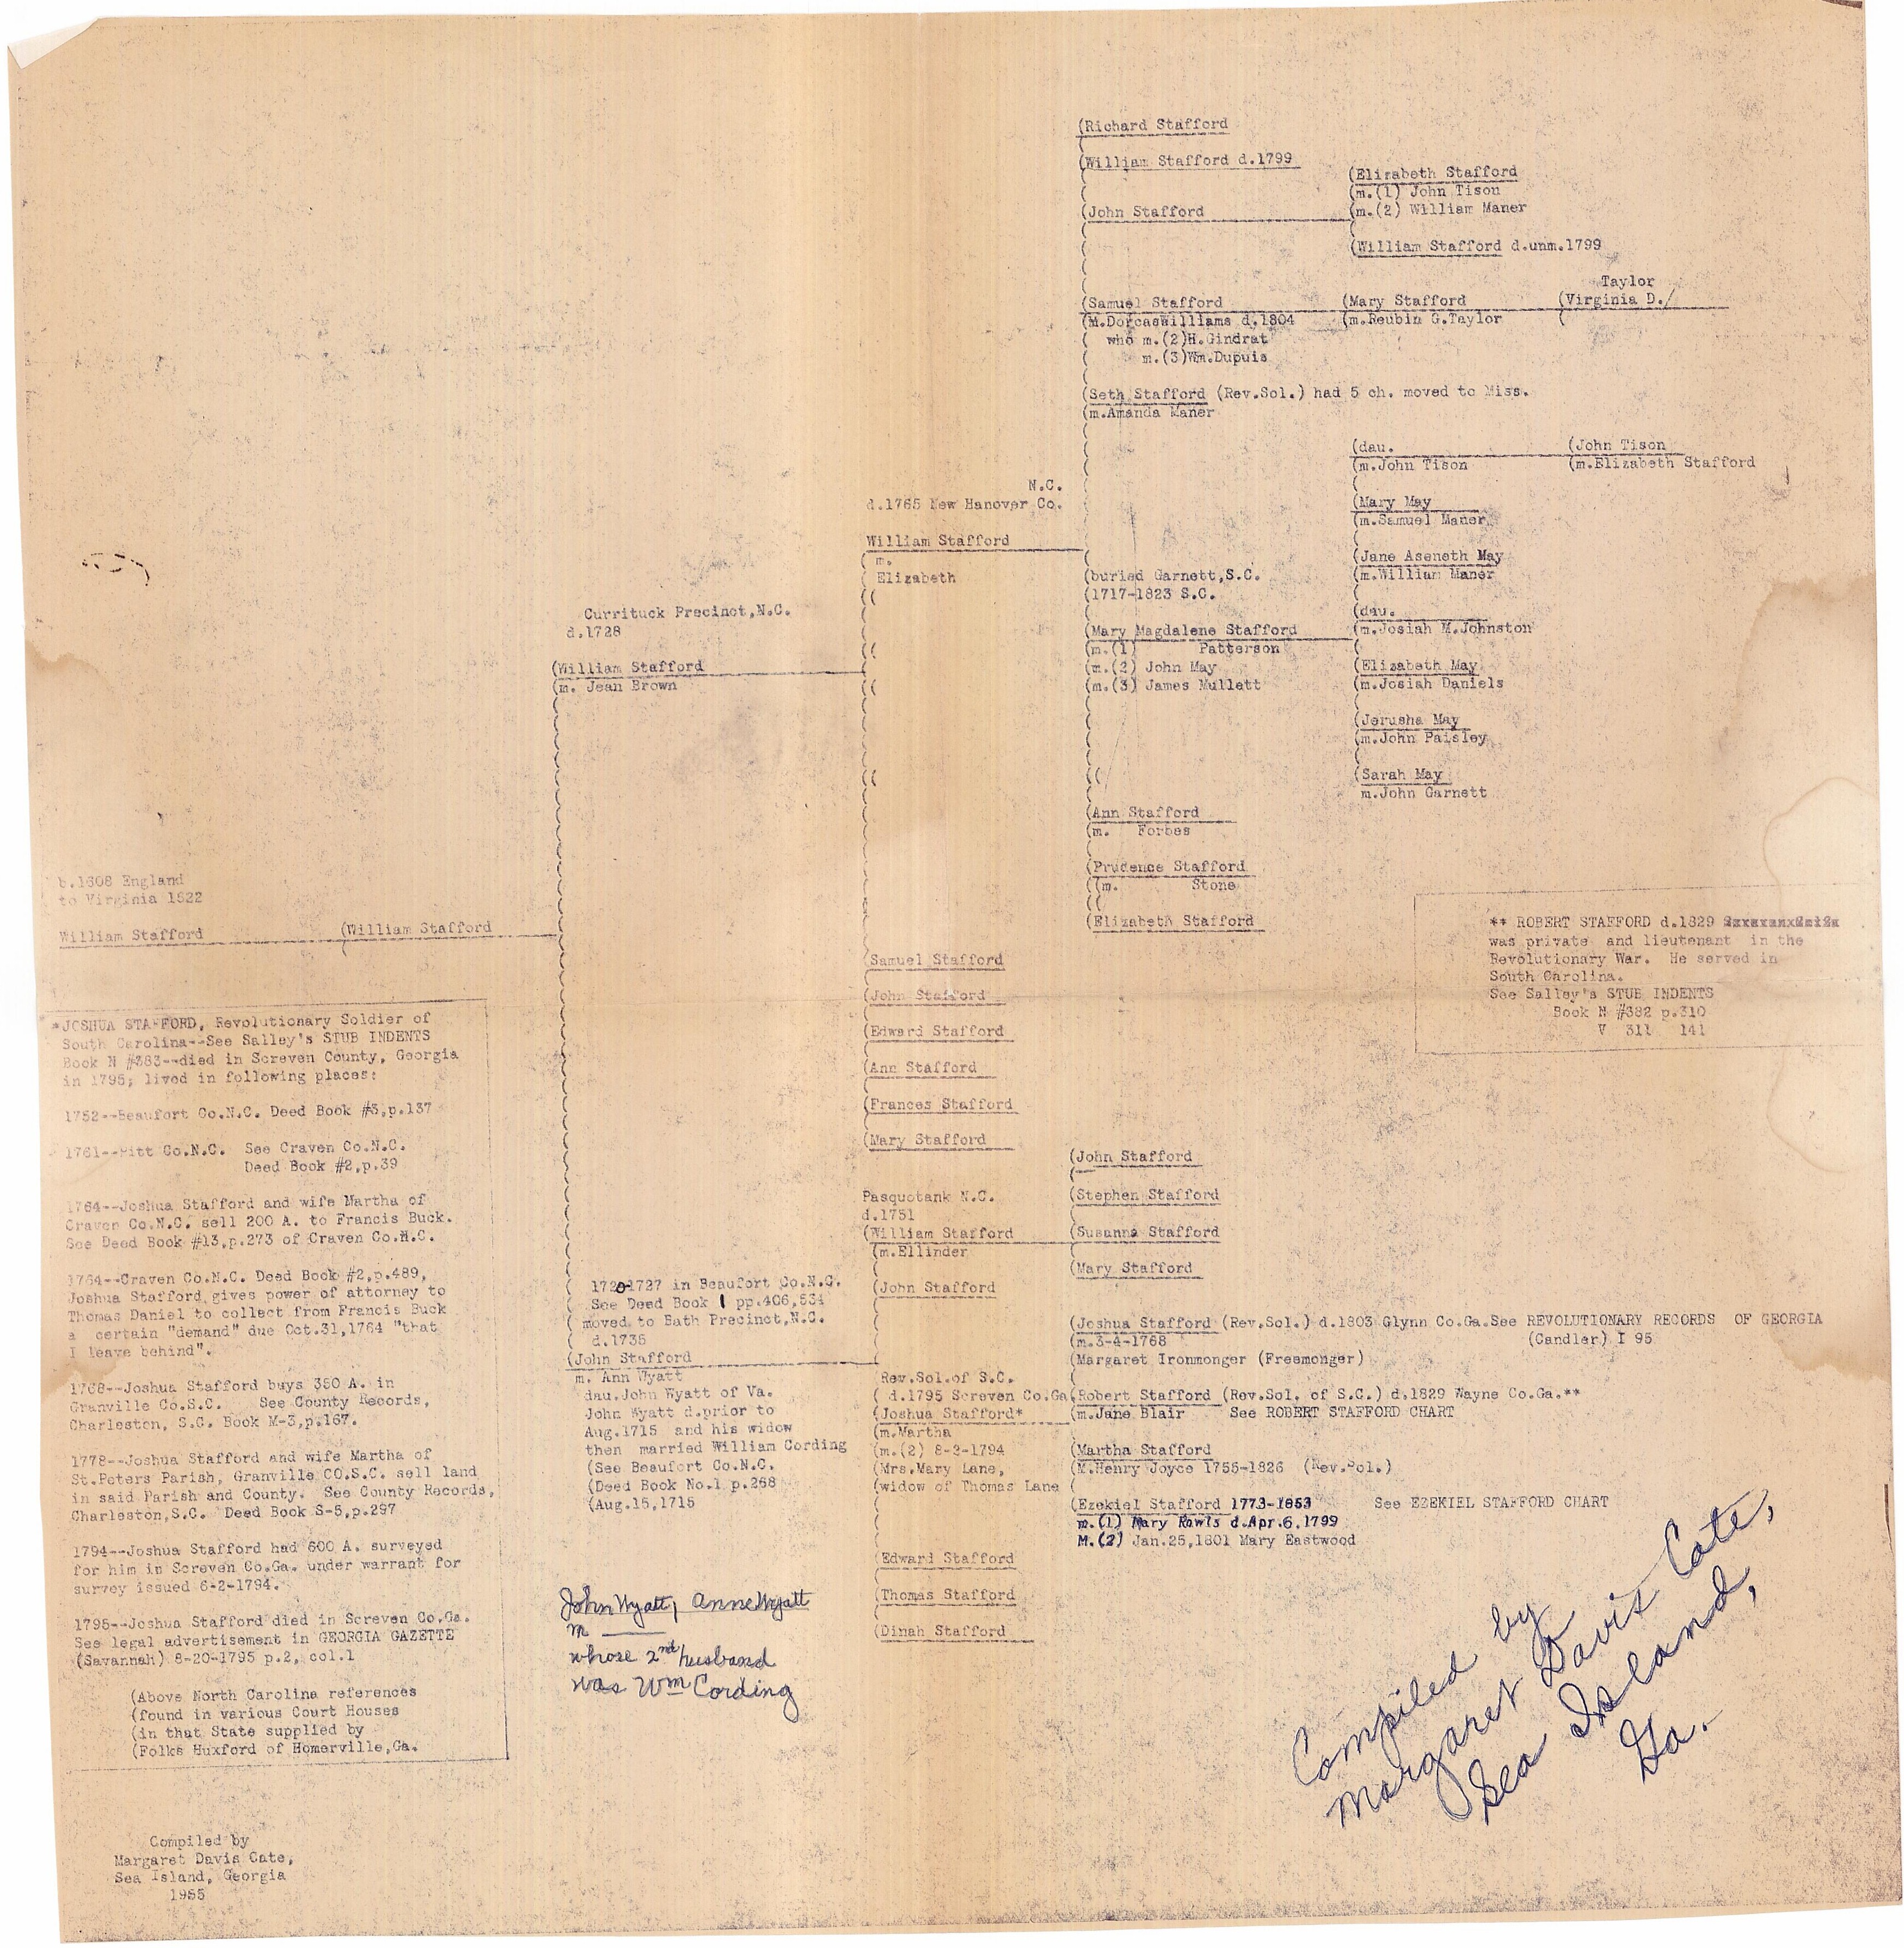 (Richard Stafford
(William Stafford d.1799
(Elizabeth Stafford
(m.(1) John Tison
(John Stafford
(m.(2) William Maner
(William Stafford d.unm.1799
Taylor
(Samuel Stafford
(Mary Stafford
(Virginia D./
(M.DorcasWilliams d.1804
(m.Reubin G.Taylor
who m.(2)H.Gindrat
m.(3)Wm.Dupuis
(Seth Stafford (Rev.Sol.) had 5 ch. moved to Miss.
(m.Amanda Maner
(dau.
(John Tison
(m.John Tison
(m.Elizabeth Stafford
N.C.
d.1765 New Hanover Co.
(Mary May
(m.Samuel Maner
William Stafford
(m.
Elizabeth
(Jane Aseneth May
(m.William Maner
(buried Garnett,S.C.
(1717-1823 S.C.
(dau.
(m.Josiah M.Johnston
Currituck Precinct,N.C.
d.1728
(Mary Magdalene Stafford
(m.(1) Patterson
(m.(2) John May
(m.(3) James Mullett
(William Stafford
(m. Jean Brown
(Elizabeth May
(m.Josiah Daniels
(Jerusha May
(m.John Paisley
(Sarah May
m.John Garnett
(Ann Stafford
(m. Forbes
(Prudence Stafford
((m. Stone
(Elizabeth Stafford
b.1608 England
to Virginia 1622
William Stafford
(William Stafford
** ROBERT STAFFORD d.1829
was private and lieutenant in the
Revolutionary War. He served in
South Carolina.
See Salley's STUB INDENTS
Book N #382 p.310
V 311 141
(Samuel Stafford
(John Stafford
(Edward Stafford
(Ann Stafford
(Frances Stafford
(Mary Stafford
*JOSHUA STAFFORD, Revolutionary Soldier of
South Carolina--See Salley's STUB INDENTS
Book N #383--died in Screven County, Georgia
in 1795; lived in following places:
1752--Beaufort Co.N.C. Deed Book #3,p.137
1761--Pitt Co.N.C. See Craven Co.N.C.
Deed Book #2,p.39
1764--Joshua Stafford and wife Martha of
Craven Co.N.C. sell 200 A. to Francis Buck.
See Deed Book #13,p.273 of Craven Co.N.C.
1764--Craven Co.N.C. Deed Book #2,p.489,
Joshua Stafford gives power of attorney to
Thomas Daniel to collect from Francis Buck
a certain "demand" due Oct.31,1764 "that
I leave behind".
1768--Joshua Stafford buys 350 A. in
Granville Co.S.C. See County Records,
Charleston, S.C. Book M-3,p.167.
1778--Joshua Stafford and wife Martha of
St.Peters Parish, Granville CO.S.C. sell land
in said Parish and County. See County Records,
Charleston,S.C. Deed Book S-5,p.297
1794--Joshua Stafford had 600 A. surveyed
for him in Screven Co.Ga. under warrant for
survey issued 6-2-1794.
1795--Joshua Stafford died in Screven Co.Ga.
See legal advertisement in GEORGIA GAZETTE
(Savannah) 8-20-1795 p.2, col.1
(Above North Carolina references
(found in various Court Houses
(in that State supplied by
(Folks Huxford of Homerville,Ga.
(John Stafford
(Stephen Stafford
(Susanna Stafford
(Mary Stafford
Pasquotank N.C.
d.1751
(William Stafford
(m.Ellinder
(John Stafford
1720-1727 in Beaufort Co.N.C.
See Deed Book 1 pp.406,534
moved to Bath Precinct,N.C.
d.1735
(John Stafford
m. Ann Wyatt
dau.John Wyatt of Va.
John Wyatt d.prior to
Aug.1715 and his widow
then married William Cording
(See Beaufort Co.N.C.
(Deed Book No.1 p.268
(Aug.15,1715
(Joshua Stafford (Rev.Sol.) d.1803 Glynn Co.Ga.See REVOLUTIONARY RECORDS OF GEORGIA
(m.3-4-1768
(Candler) I 95
(Margaret Ironmonger (Freemonger)
Rev.Sol.of S.C.
( d.1795 Screven Co.Ga.
(Joshua Stafford*
(m.Martha
(m.(2) 8-3-1794
(Mrs.Mary Lane,
(widow of Thomas Lane
(Robert Stafford (Rev.Sol. of S.C.) d.1829 Wayne Co.Ga.**
(m.Jane Blair See ROBERT STAFFORD CHART
(Martha Stafford
(M.Henry Joyce 1755-1826 (Rev.Sol.)
(Ezekiel Stafford 1773-1853 See EZEKIEL STAFFORD CHART
m.(1) Mary Rawls d.Apr.6.1799
M.(2) Jan.25,1801 Mary Eastwood
(Edward Stafford
(Thomas Stafford
(Dinah Stafford
John Wyatt, Anne Wyatt
m
whose 2nd husband
was Wm Cording
Compiled by
Margaret Davis Cate,
Sea Island,
Ga.
Compiled by
Margaret Davis Cate,
Sea Island, Georgia
1955